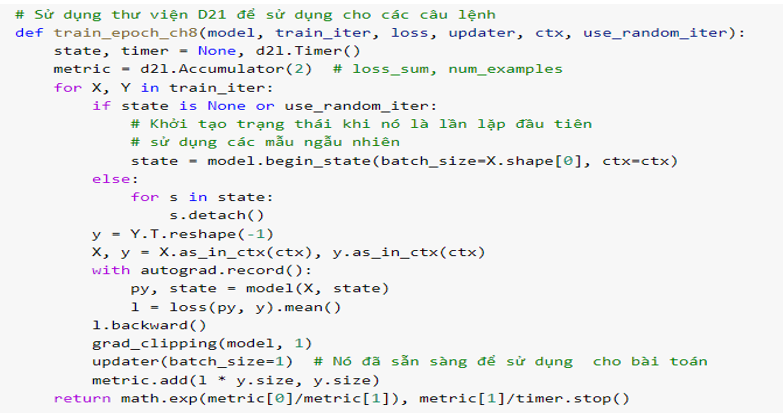 # Sử dụng thư viện D21 để sử dụng cho các câu lệnh
def train_epoch_ch8(model, train_iter, loss, updater, ctx, use_random_iter):
    state, timer = None, d2l.Timer()
    metric = d2l.Accumulator(2)  # loss_sum, num_examples
    for X, Y in train_iter:
        if state is None or use_random_iter:
            # Khởi tạo trạng thái khi nó là lần lặp đầu tiên
            # sử dụng các mẫu ngẫu nhiên
            state = model.begin_state(batch_size=X.shape[0], ctx=ctx)
        else:
            for s in state:
                s.detach()
        y = Y.T.reshape(-1)
        X, y = X.as_in_ctx(ctx), y.as_in_ctx(ctx)
        with autograd.record():
            py, state = model(X, state)
            l = loss(py, y).mean()
        l.backward()
        grad_clipping(model, 1)
        updater(batch_size=1)  # Nó đã sẵn sàng để sử dụng  cho bài toán
        metric.add(l * y.size, y.size)
    return math.exp(metric[0]/metric[1]), metric[1]/timer.stop()